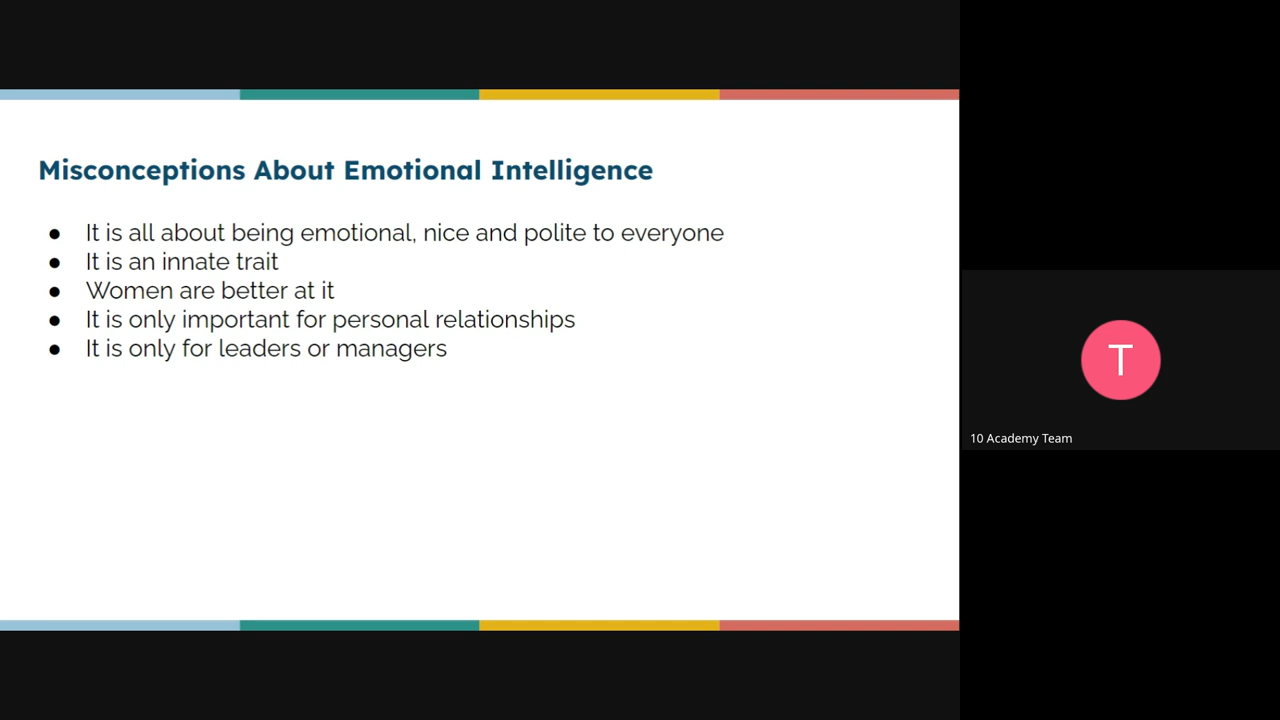 Misconceptions About Emotional Intelligence
● It is all about being emotional, nice and polite to everyone
● It is an innate trait
● Women are better at it
● It is only important for personal relationships
● It is only for leaders or managers
T
10 Academy Team